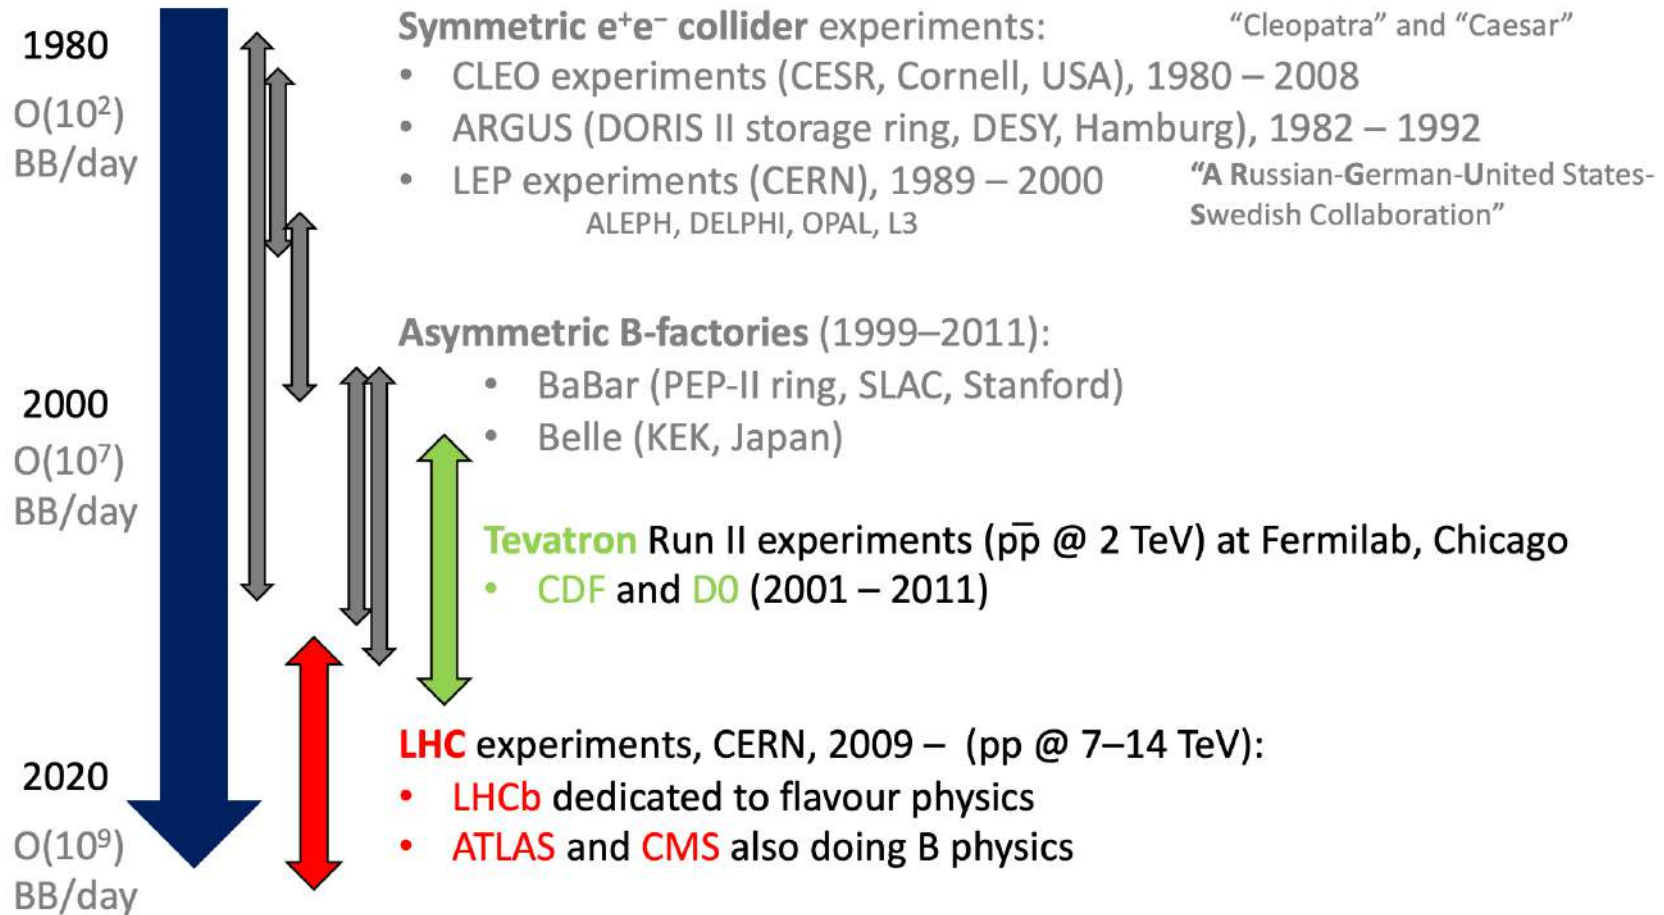 1980
O(10²)
BB/day
2000
O(10⁷)
BB/day
2020
O(10⁹)
BB/day
Symmetric e⁺e⁻ collider experiments:
"Cleopatra" and "Caesar"
• CLEO experiments (CESR, Cornell, USA), 1980 – 2008
• ARGUS (DORIS II storage ring, DESY, Hamburg), 1982 – 1992
• LEP experiments (CERN), 1989 – 2000
ALEPH, DELPHI, OPAL, L3
"A Russian-German-United States-
Swedish Collaboration"
Asymmetric B-factories (1999–2011):
• BaBar (PEP-II ring, SLAC, Stanford)
• Belle (KEK, Japan)
Tevatron Run II experiments (pp̅ @ 2 TeV) at Fermilab, Chicago
• CDF and D0 (2001 – 2011)
LHC experiments, CERN, 2009 – (pp @ 7–14 TeV):
• LHCb dedicated to flavour physics
• ATLAS and CMS also doing B physics